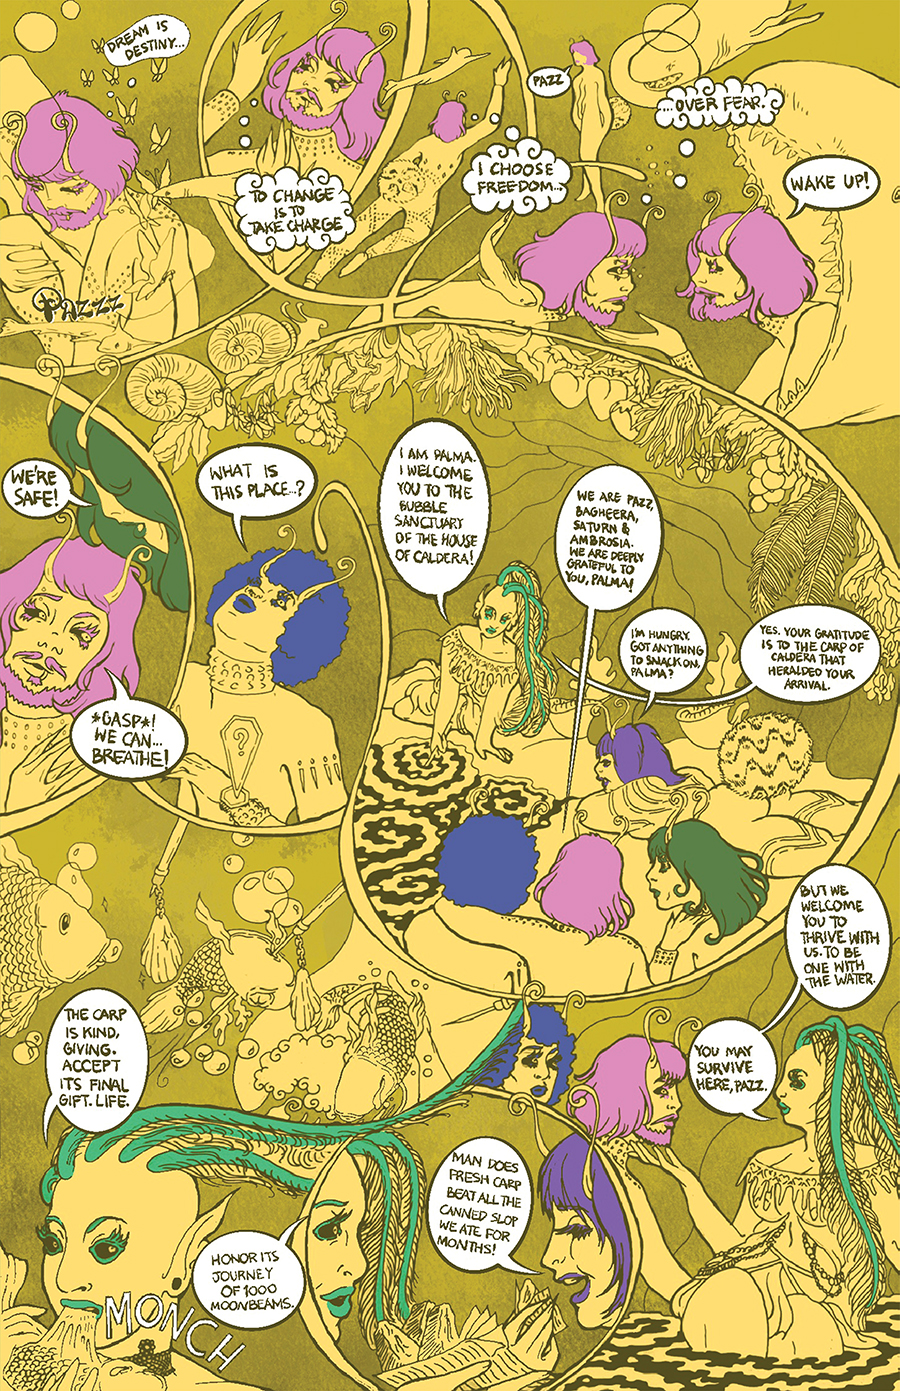 DREAM IS
DESTINY...
TO CHANGE
IS TO
TAKE CHARGE
PAZZ
I CHOOSE
FREEDOM...
...OVER FEAR.
WAKE UP!
PAZZZ
WE'RE
SAFE!
WHAT IS
THIS PLACE...?
*GASP*!
WE CAN...
BREATHE!
I AM PALMA.
I WELCOME
YOU TO THE
BUBBLE
SANCTUARY
OF THE HOUSE
OF CALDERA!
WE ARE PAZZ,
BAGHEERA,
SATURN &
AMBROSIA.
WE ARE DEEPLY
GRATEFUL TO
YOU, PALMA!
I'M HUNGRY.
GOT ANYTHING
TO SNACK ON,
PALMA?
YES. YOUR GRATITUDE
IS TO THE CARP OF
CALDERA THAT
HERALDED YOUR
ARRIVAL.
?
THE CARP
IS KIND,
GIVING.
ACCEPT
ITS FINAL
GIFT. LIFE.
MONCH
HONOR ITS
JOURNEY
OF 1000
MOONBEAMS.
MAN DOES
FRESH CARP
BEAT ALL THE
CANNED SLOP
WE ATE FOR
MONTHS!
YOU MAY
SURVIVE
HERE, PAZZ.
BUT WE
WELCOME
YOU TO
THRIVE WITH
US. TO BE
ONE WITH
THE WATER.